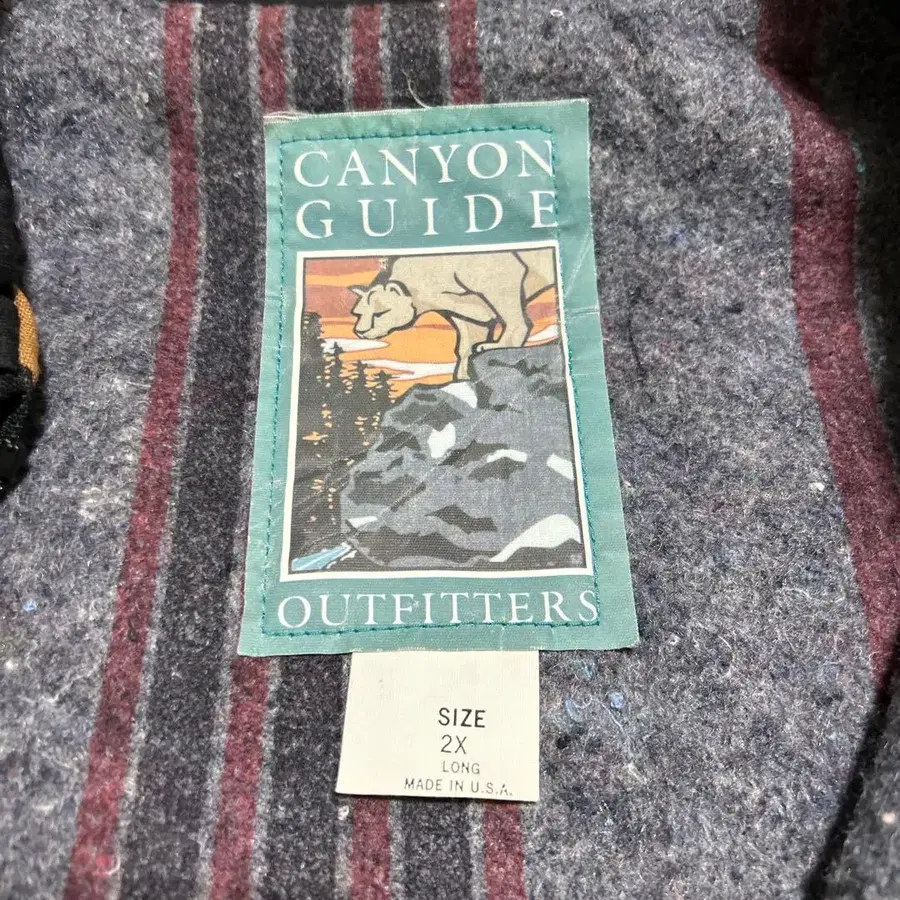 CANYON
GUIDE
OUTFITTERS
SIZE
2X
LONG
MADE IN U.S.A.